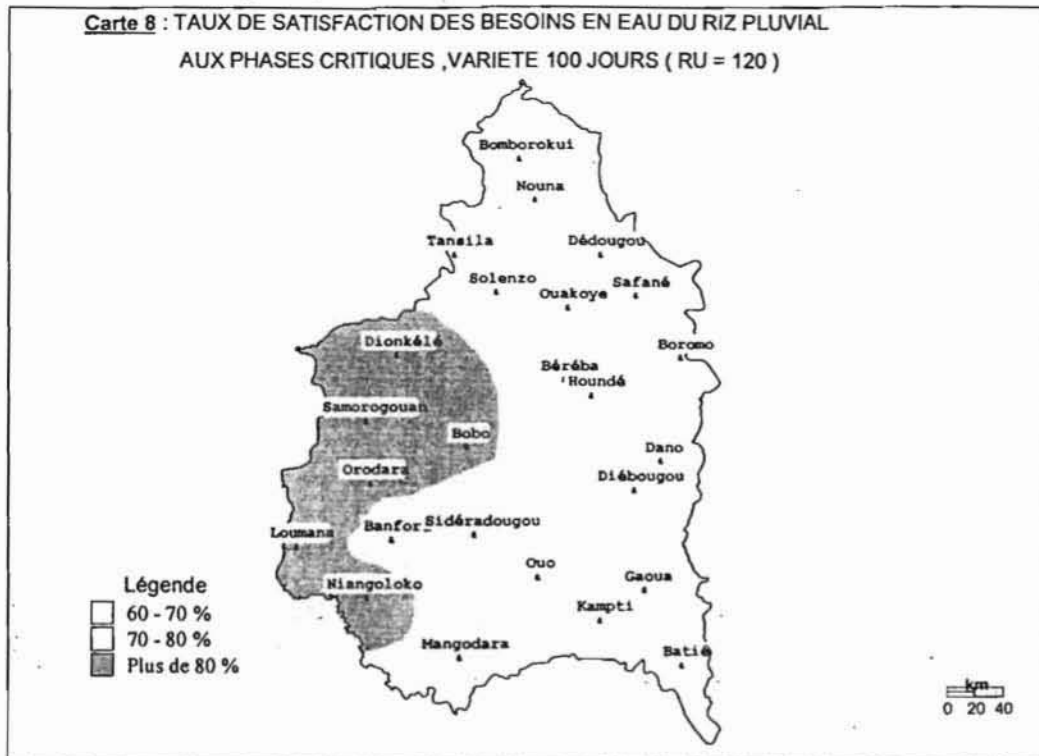 Carte 8 : TAUX DE SATISFACTION DES BESOINS EN EAU DU RIZ PLUVIAL
AUX PHASES CRITIQUES ,VARIETE 100 JOURS ( RU = 120 )
Bomborokui
Nouna
Tansila
Dédougou
Solenzo
Safané
Ouakoye
Dionkélé
Boromo
Béréba
Houndé
Samorogouan
Bobo
Dano
Orodara
Diébougou
Banfor
Sidéradougou
Loumana
Ouo
Gaoua
Niangoloko
Kampti
Mangodara
Batié
Légende
60 - 70 %
70 - 80 %
Plus de 80 %
km
0 20 40